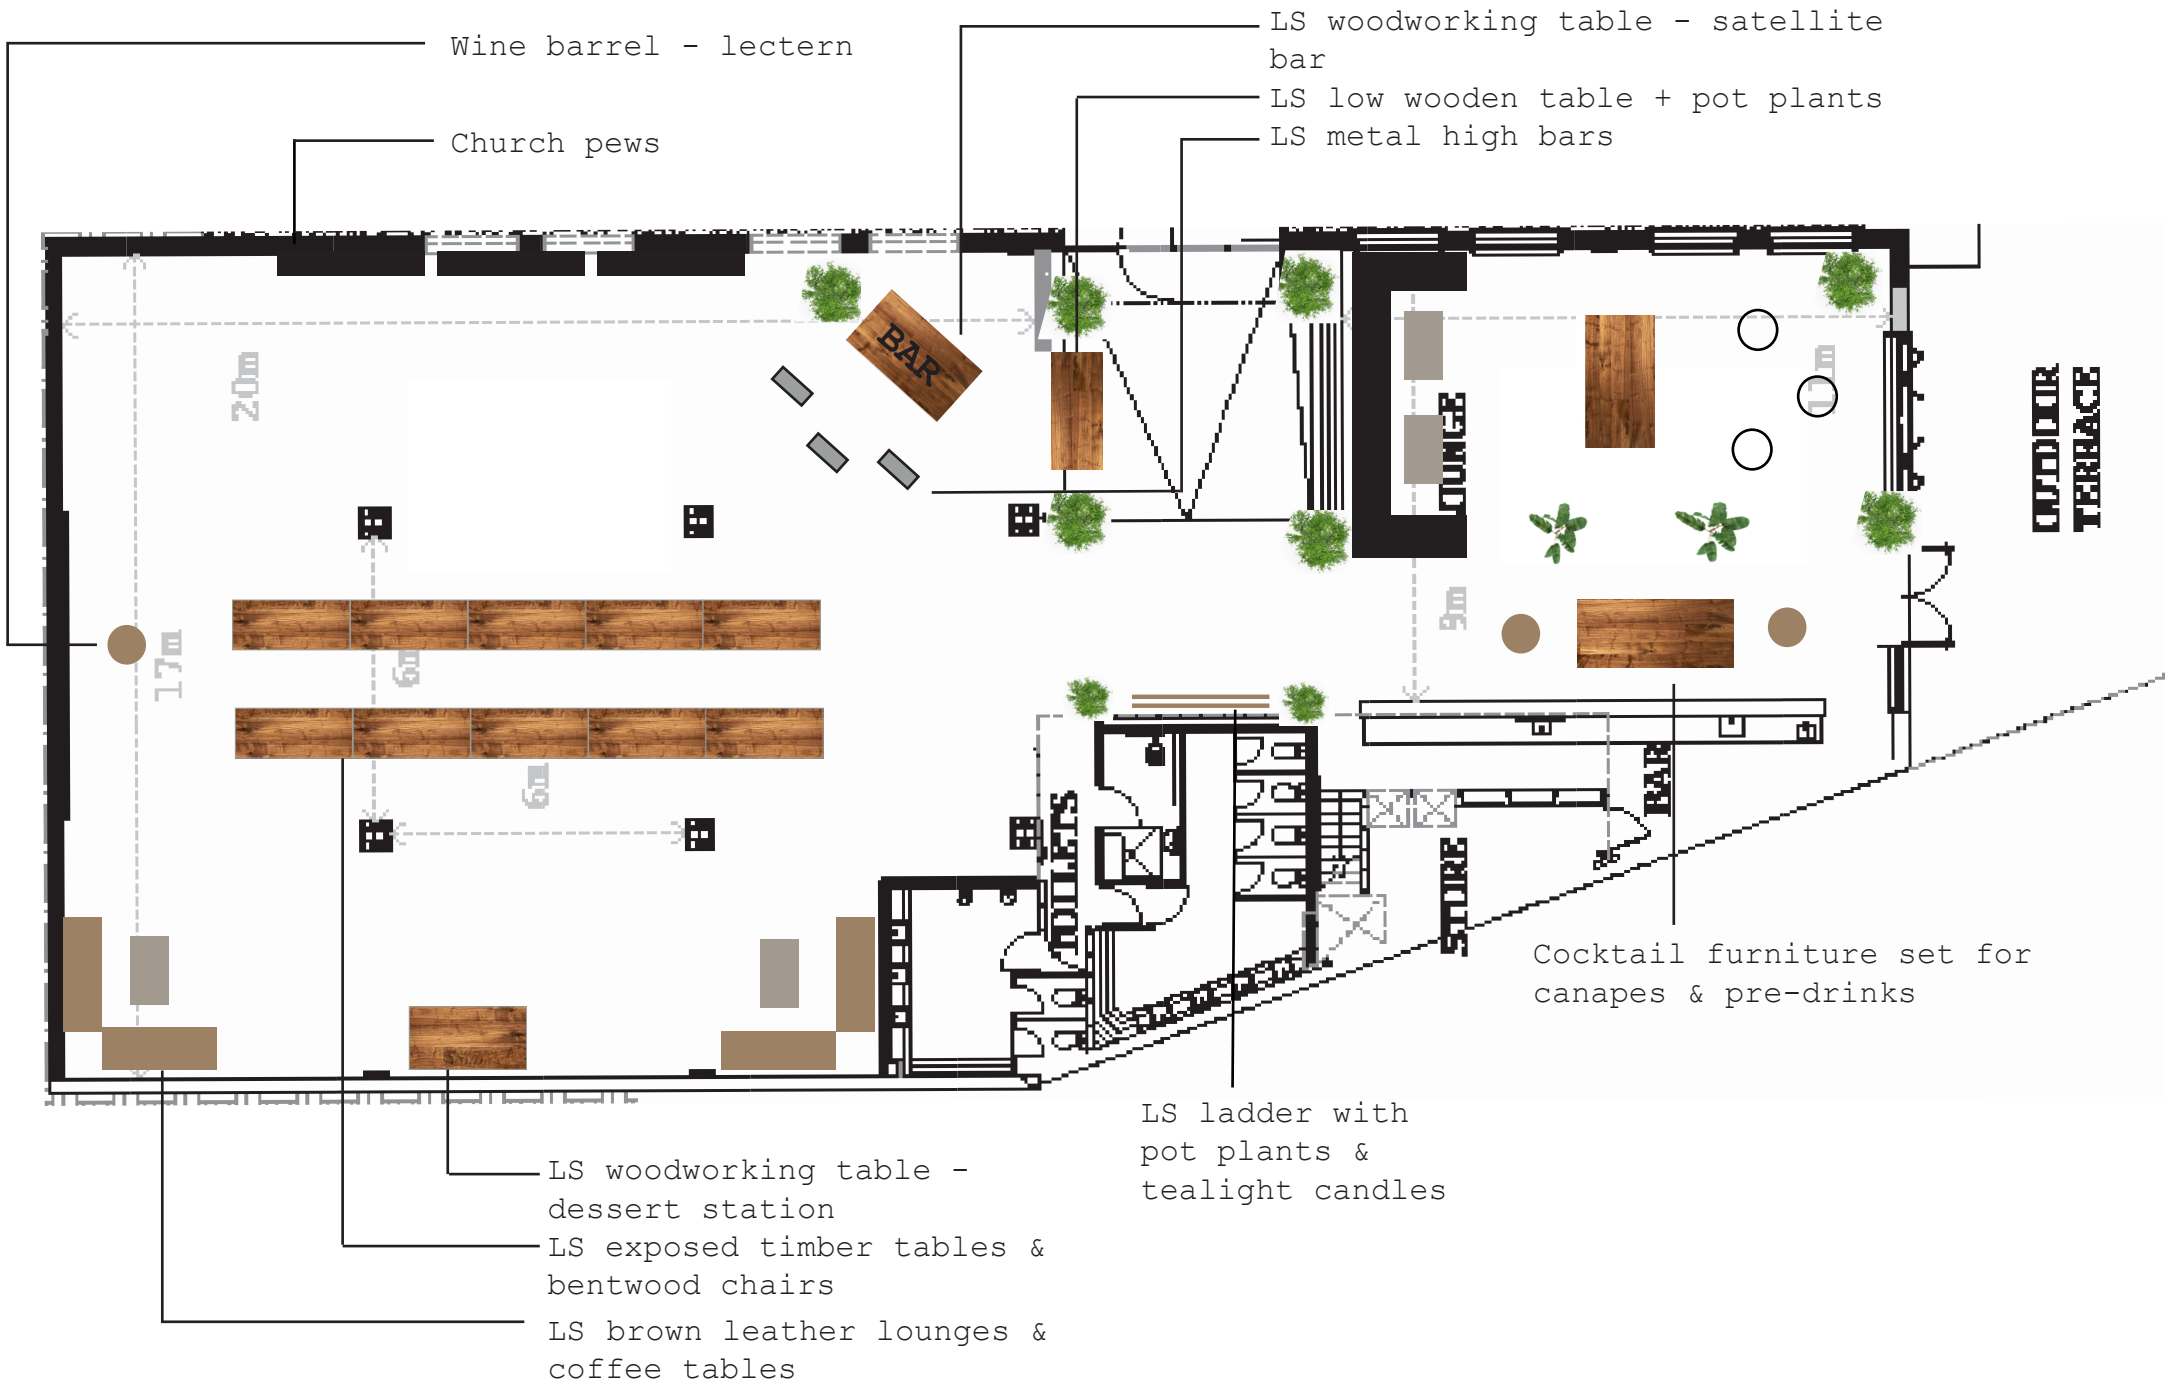 Wine barrel - lectern
Church pews
LS woodworking table - satellite
bar
LS low wooden table + pot plants
LS metal high bars
20m
BAR
LOUNGE
11m
OUTDOOR
TERRACE
17m
6m
9m
6m
TOILETS
BAR
STORE
Cocktail furniture set for
canapes & pre-drinks
LS ladder with
pot plants &
tealight candles
LS woodworking table -
dessert station
LS exposed timber tables &
bentwood chairs
LS brown leather lounges &
coffee tables